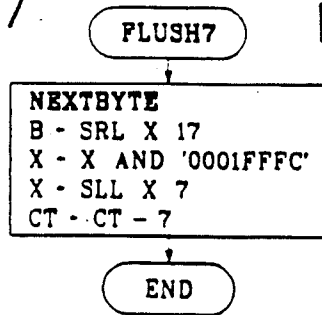 FLUSH7
NEXTBYTE
B - SRL X 17
X - X AND '0001FFFC'
X - SLL X 7
CT - CT - 7
END